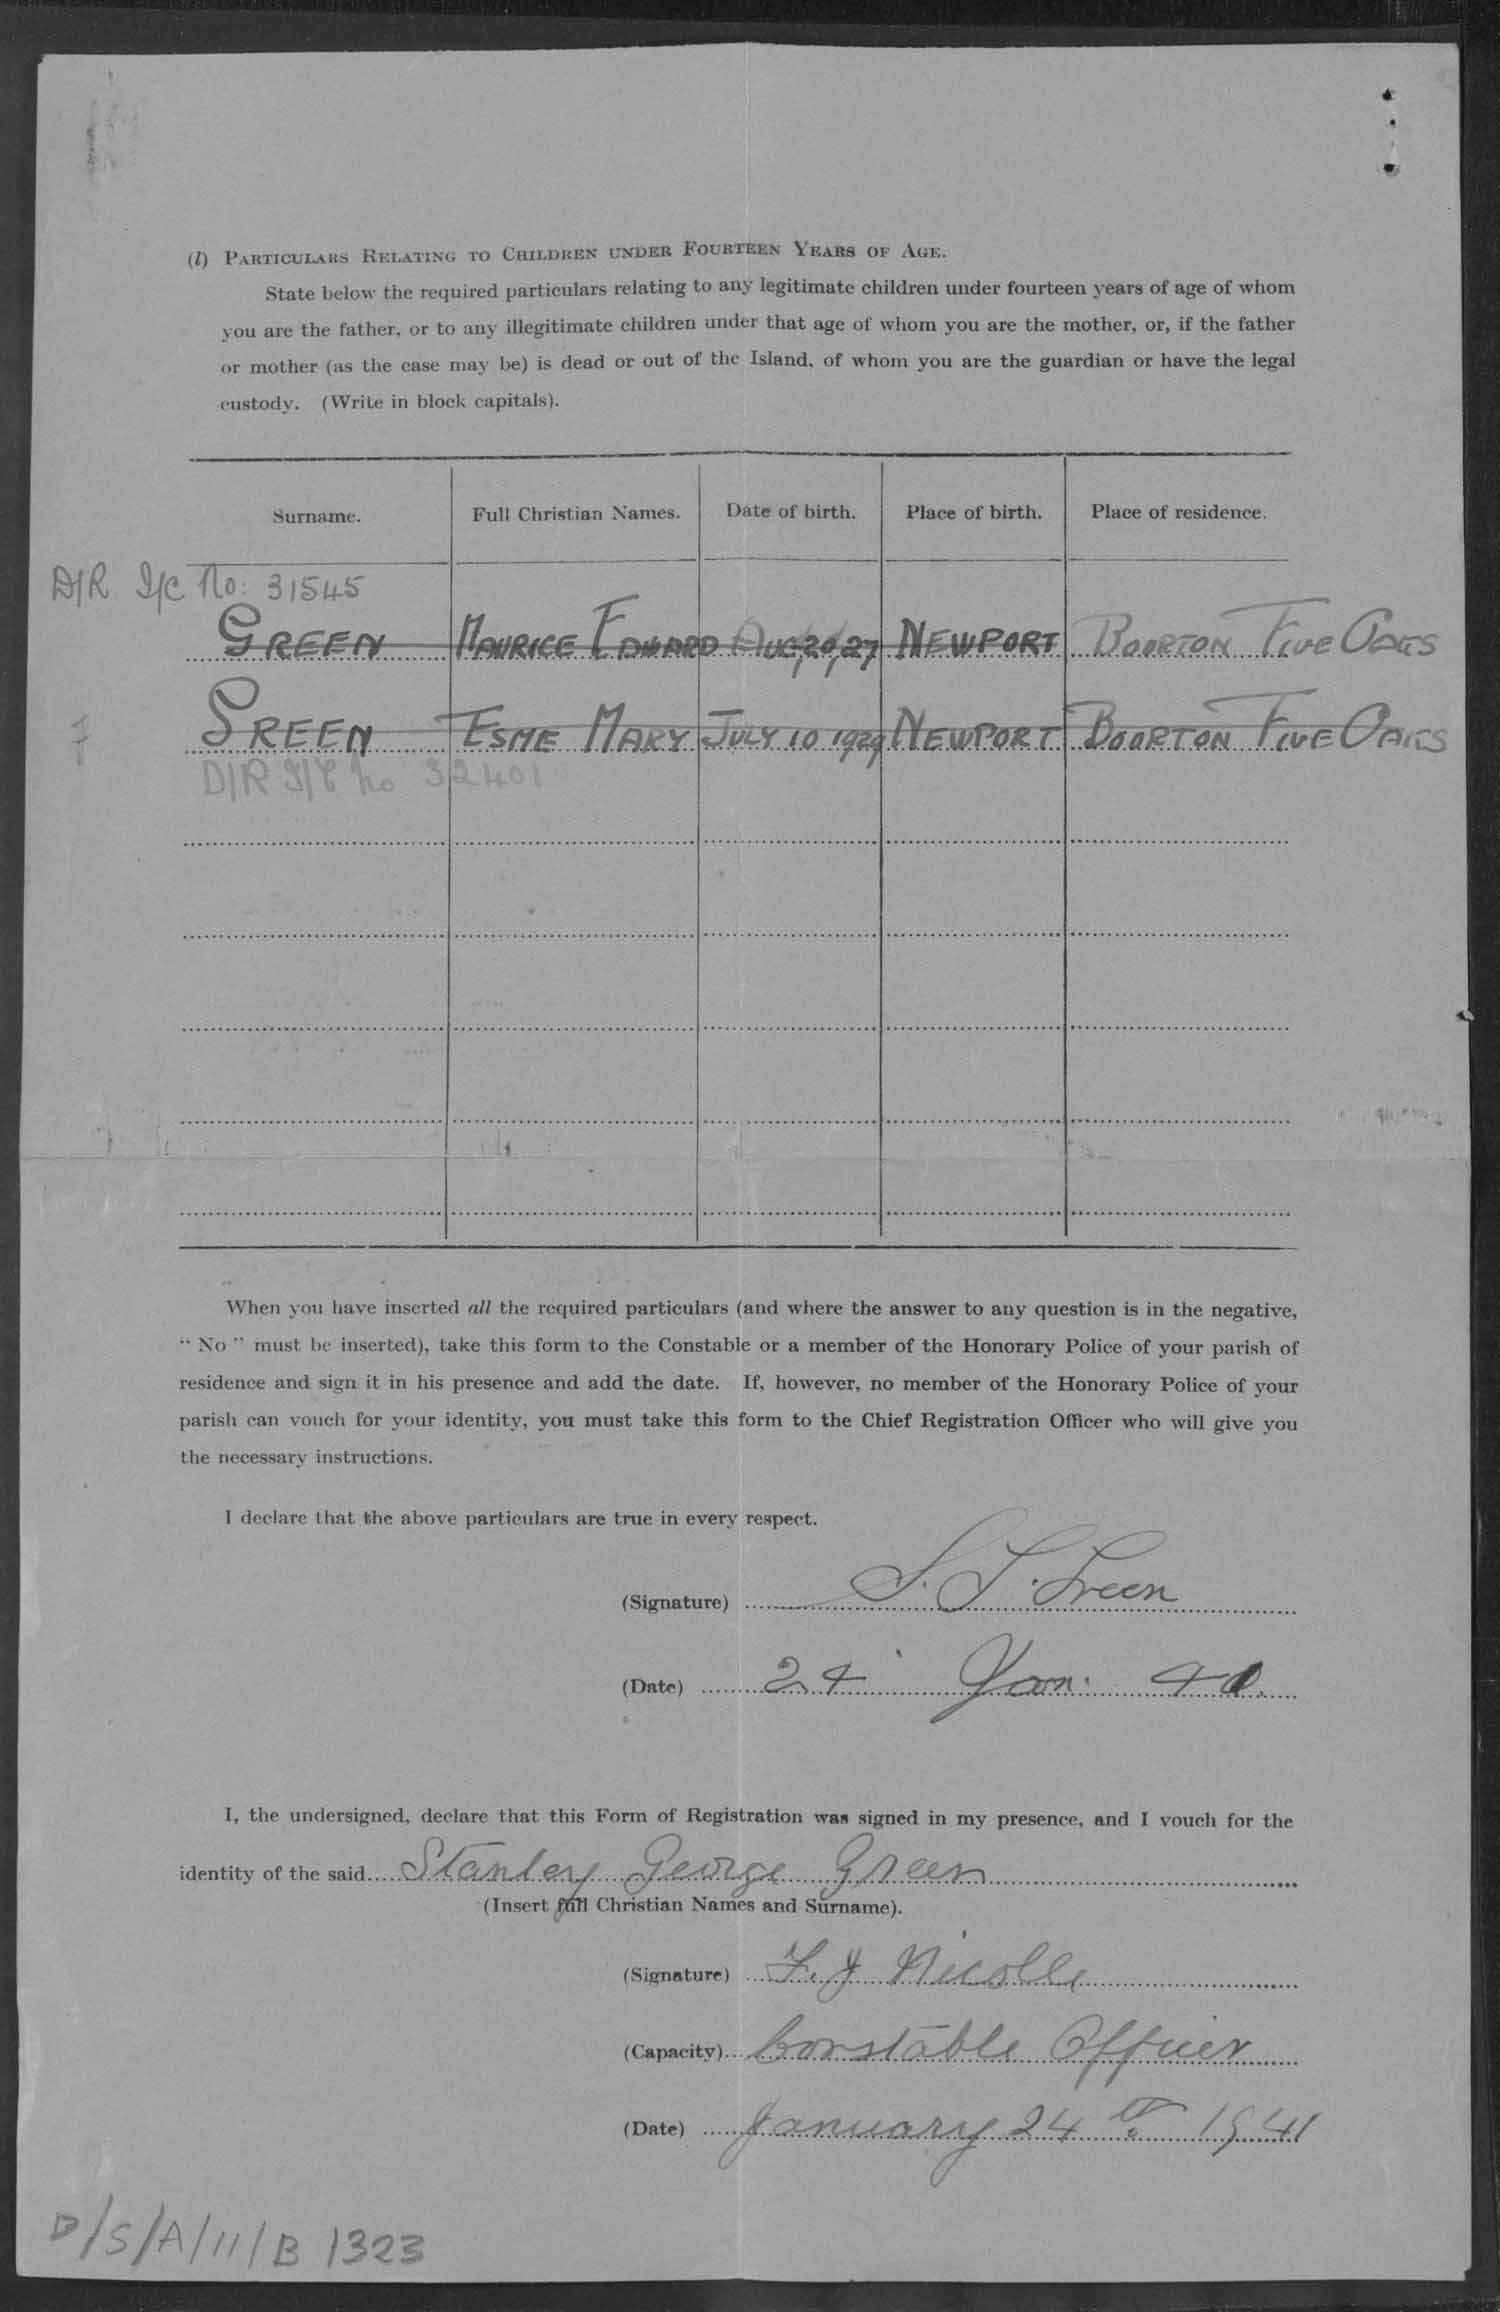 (l) PARTICULARS RELATING TO CHILDREN UNDER FOURTEEN YEARS OF AGE.
State below the required particulars relating to any legitimate children under fourteen years of age of whom
you are the father, or to any illegitimate children under that age of whom you are the mother, or, if the father
or mother (as the case may be) is dead or out of the Island, of whom you are the guardian or have the legal
custody. (Write in block capitals).
Surname. Full Christian Names. Date of birth. Place of birth. Place of residence.
D/R I/C No: 31545
GREEN MAURICE EDWARD AUG, 20, 27 NEWPORT BOORTON FIVE OAKS
GREEN ESME MARY JULY 10 1929 NEWPORT BOORTON FIVE OAKS
D/R I/C No 32401
When you have inserted all the required particulars (and where the answer to any question is in the negative,
“ No ” must be inserted), take this form to the Constable or a member of the Honorary Police of your parish of
residence and sign it in his presence and add the date. If, however, no member of the Honorary Police of your
parish can vouch for your identity, you must take this form to the Chief Registration Officer who will give you
the necessary instructions.
I declare that the above particulars are true in every respect.
(Signature) S. G. Green
(Date) 24 Jan. 41.
I, the undersigned, declare that this Form of Registration was signed in my presence, and I vouch for the
identity of the said Stanley George Green
(Insert full Christian Names and Surname).
(Signature) F. J Nicolle
(Capacity) Constable Officer
(Date) January 24th 1941
D/S/A/11/B 1323